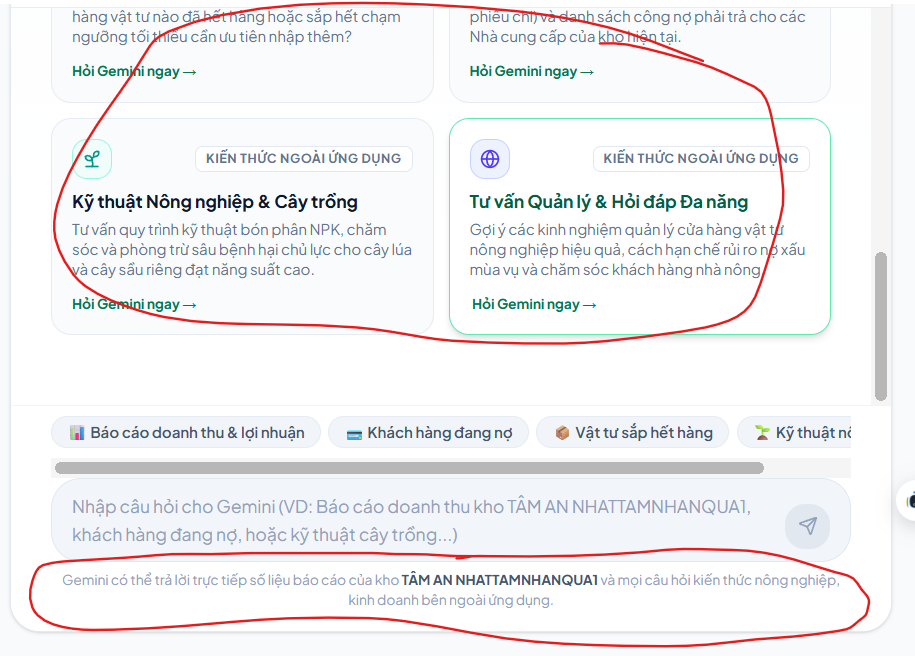 hàng vật tư nào đã hết hàng hoặc sắp hết chạm
ngưỡng tối thiểu cần ưu tiên nhập thêm?
Hỏi Gemini ngay →
phiếu chi) và danh sách công nợ phải trả cho các
Nhà cung cấp của kho hiện tại.
Hỏi Gemini ngay →
KIẾN THỨC NGOÀI ỨNG DỤNG
Kỹ thuật Nông nghiệp & Cây trồng
Tư vấn quy trình kỹ thuật bón phân NPK, chăm
sóc và phòng trừ sâu bệnh hại chủ lực cho cây lúa
và cây sầu riêng đạt năng suất cao.
Hỏi Gemini ngay →
KIẾN THỨC NGOÀI ỨNG DỤNG
Tư vấn Quản lý & Hỏi đáp Đa năng
Gợi ý các kinh nghiệm quản lý cửa hàng vật tư
nông nghiệp hiệu quả, cách hạn chế rủi ro nợ xấu
mùa vụ và chăm sóc khách hàng nhà nông.
Hỏi Gemini ngay →
📊 Báo cáo doanh thu & lợi nhuận
💳 Khách hàng đang nợ
📦 Vật tư sắp hết hàng
🌱 Kỹ thuật nô
Nhập câu hỏi cho Gemini (VD: Báo cáo doanh thu kho TÂM AN NHATTAMNHANQUA1,
khách hàng đang nợ, hoặc kỹ thuật cây trồng...)
Gemini có thể trả lời trực tiếp số liệu báo cáo của kho TÂM AN NHATTAMNHANQUA1 và mọi câu hỏi kiến thức nông nghiệp,
kinh doanh bên ngoài ứng dụng.